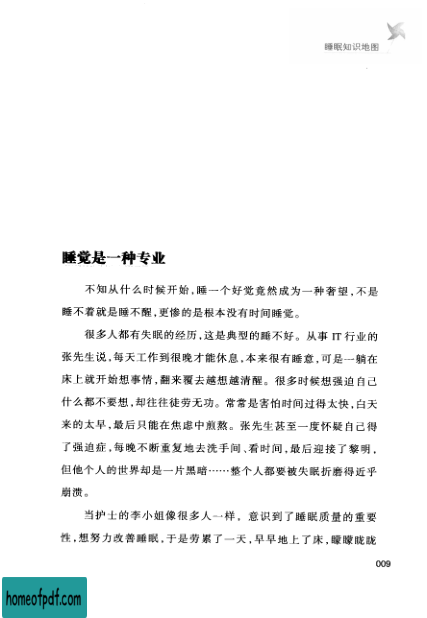 睡眠知识地图
睡觉是一种专业
不知从什么时候开始,睡一个好觉竟然成为一种奢望,不是
睡不着就是睡不醒,更惨的是根本没有时间睡觉。
很多人都有失眠的经历,这是典型的睡不好。从事 IT 行业的
张先生说,每天工作到很晚才能休息,本来很有睡意,可是一躺在
床上就开始想事情,翻来覆去越想越清醒。很多时候想强迫自己
什么都不要想,却往往徒劳无功。常常是害怕时间过得太快,白天
来的太早,最后只能在焦虑中煎熬。张先生甚至一度怀疑自己得
了强迫症,每晚不断重复地去洗手间、看时间,最后迎接了黎明,
但他个人的世界却是一片黑暗……整个人都要被失眠折磨得近乎
崩溃。
当护士的李小姐像很多人一样，意识到了睡眠质量的重要
性,想努力改善睡眠,于是劳累了一天,早早地上了床,矇矇眬眬
009
homeofpdf.com